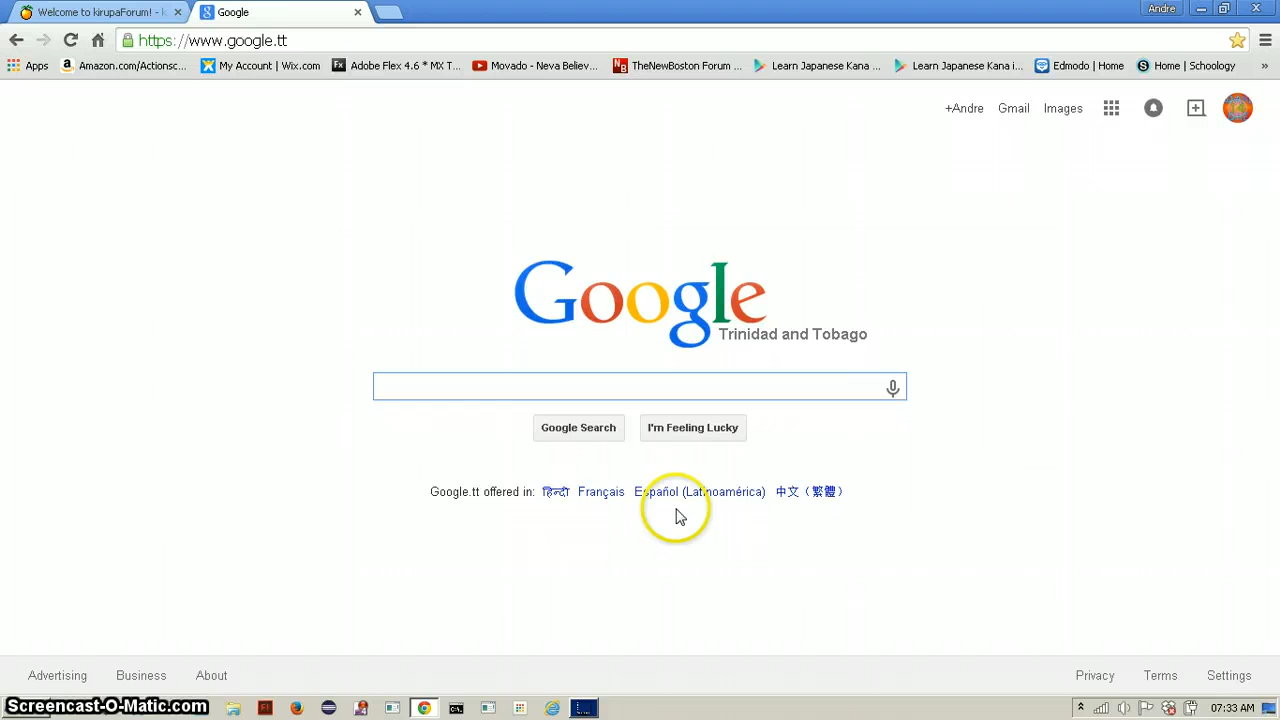 Welcome to kirupaForum! - k
Google
Andre
https://www.google.tt
Apps
Amazon.com/Actionsc...
My Account | Wix.com
Adobe Flex 4.6 * MX T...
Movado - Neva Believ...
TheNewBoston Forum ...
Learn Japanese Kana ...
Learn Japanese Kana i...
Edmodo | Home
Home | Schoology
»
+Andre Gmail Images
Google
Trinidad and Tobago
Google Search I'm Feeling Lucky
Google.tt offered in: हिन्दी Français Español (Latinoamérica) 中文（繁體）
Advertising Business About Privacy Terms Settings
Screencast-O-Matic.com
07:33 AM